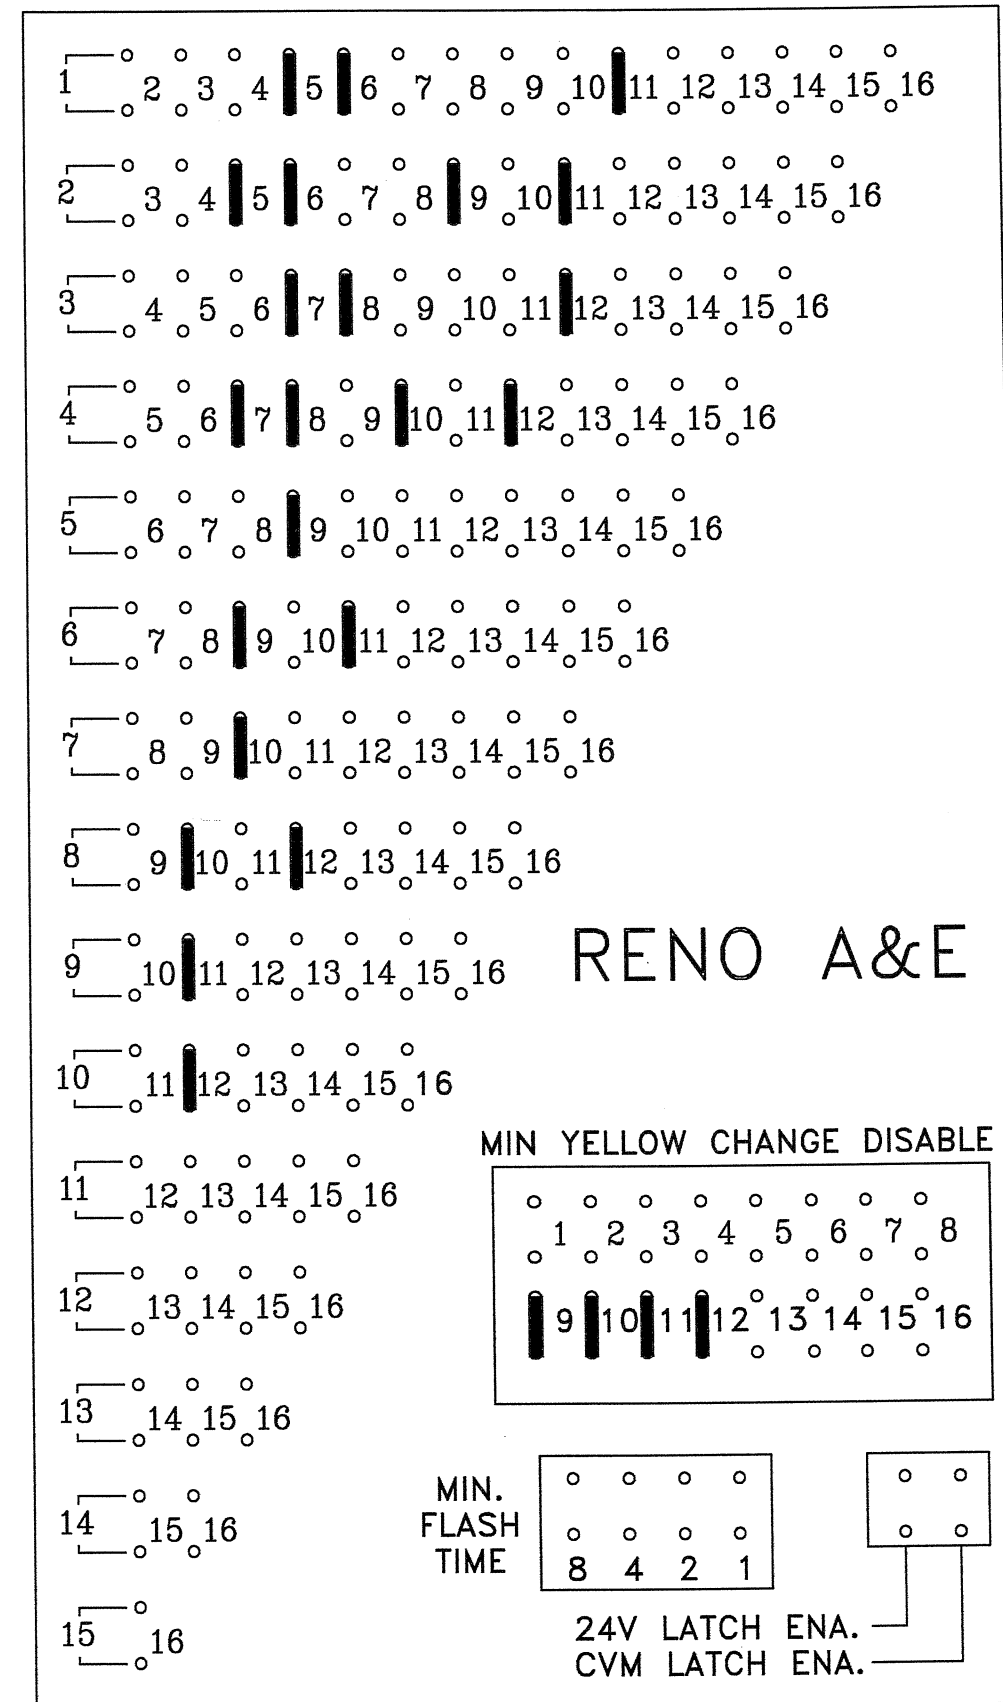 1 2 3 4 5 6 7 8 9 10 11 12 13 14 15 16
2 3 4 5 6 7 8 9 10 11 12 13 14 15 16
3 4 5 6 7 8 9 10 11 12 13 14 15 16
4 5 6 7 8 9 10 11 12 13 14 15 16
5 6 7 8 9 10 11 12 13 14 15 16
6 7 8 9 10 11 12 13 14 15 16
7 8 9 10 11 12 13 14 15 16
8 9 10 11 12 13 14 15 16
9 10 11 12 13 14 15 16
RENO A&E
10 11 12 13 14 15 16
11 12 13 14 15 16
12 13 14 15 16
13 14 15 16
14 15 16
15 16
MIN YELLOW CHANGE DISABLE
1 2 3 4 5 6 7 8
9 10 11 12 13 14 15 16
MIN.
FLASH
TIME
8 4 2 1
24V LATCH ENA.
CVM LATCH ENA.